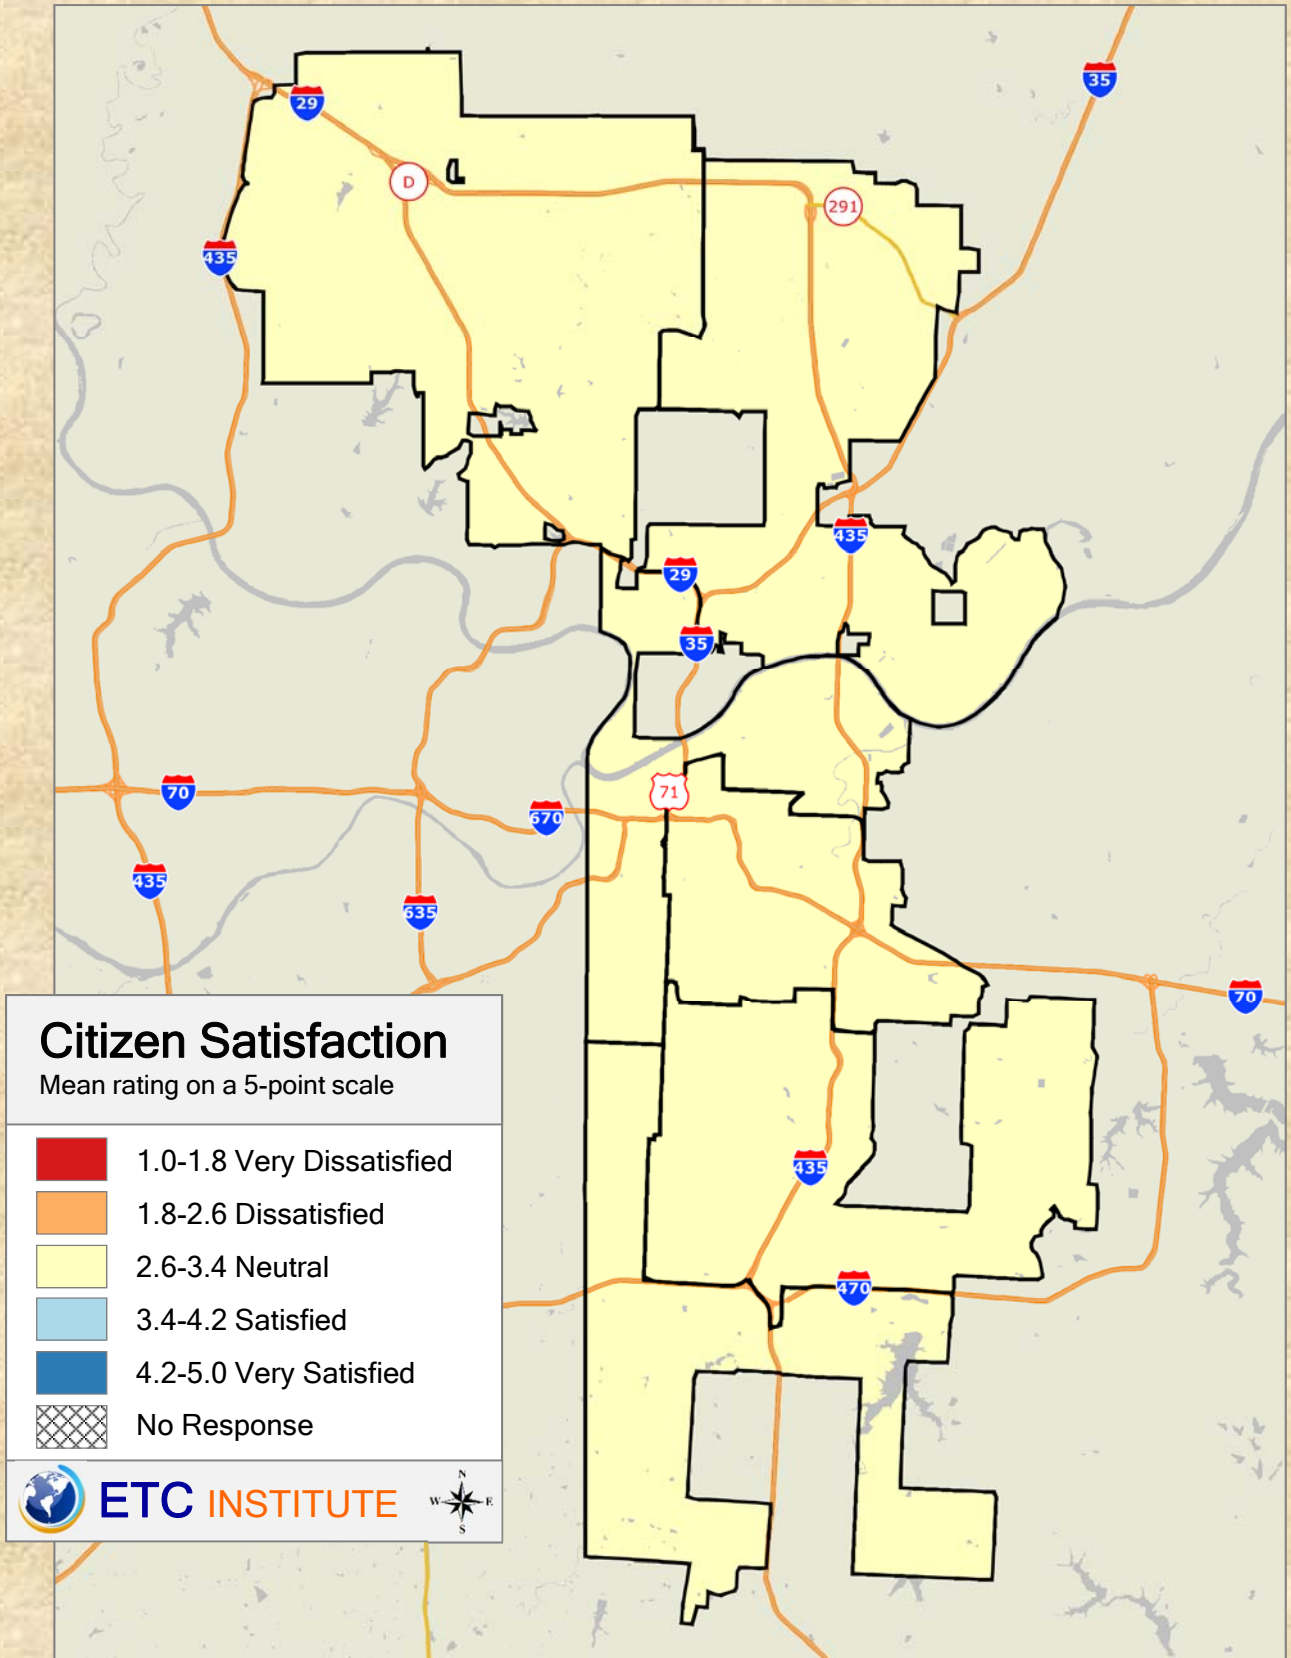 35
29
D
291
435
435
29
35
70
71
670
435
635
70
Citizen Satisfaction
Mean rating on a 5-point scale
1.0-1.8 Very Dissatisfied
1.8-2.6 Dissatisfied
2.6-3.4 Neutral
3.4-4.2 Satisfied
4.2-5.0 Very Satisfied
No Response
ETC INSTITUTE
N
W E
S
435
470